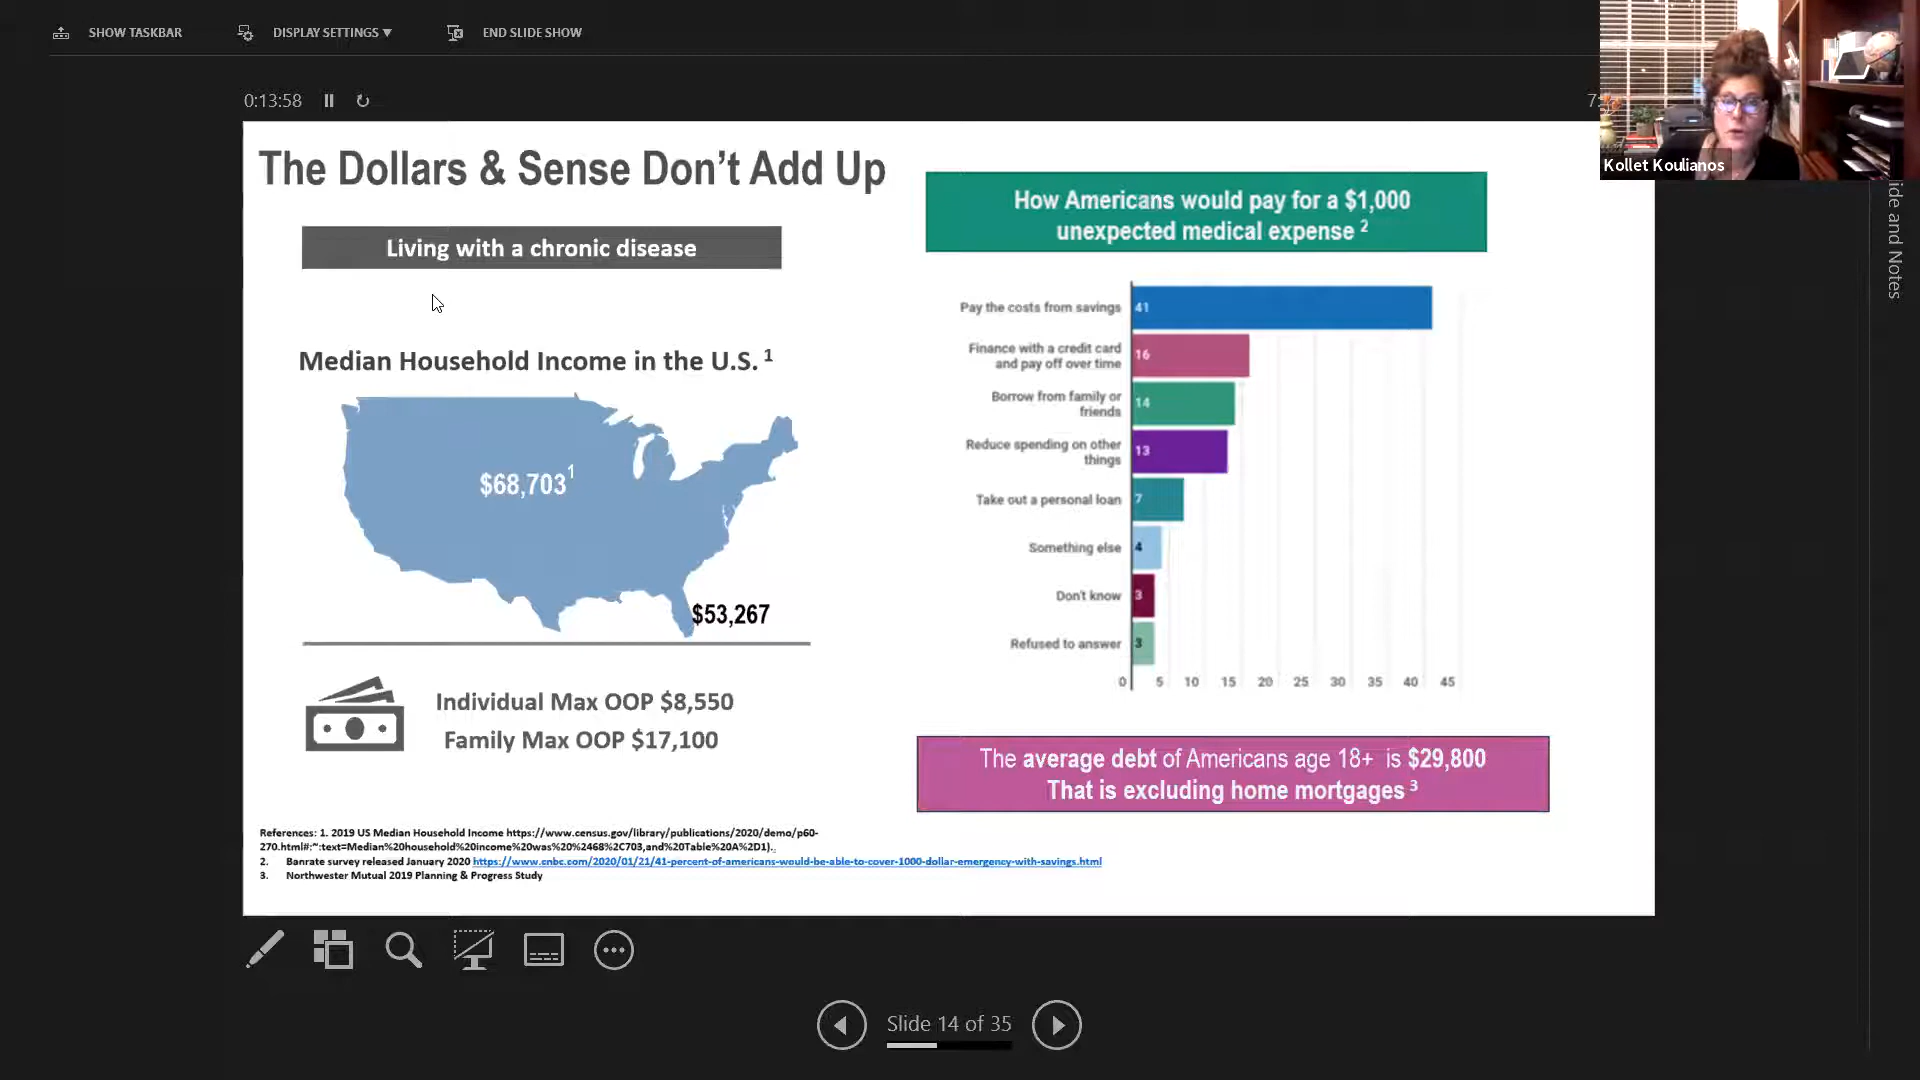 SHOW TASKBAR
DISPLAY SETTINGS ▼
END SLIDE SHOW
0:13:58
Kollet Koulianos
ide and Notes
The Dollars & Sense Don't Add Up
Living with a chronic disease
Median Household Income in the U.S. 1
$68,703 1
$53,267
Individual Max OOP $8,550
Family Max OOP $17,100
How Americans would pay for a $1,000
unexpected medical expense 2
Pay the costs from savings 41
Finance with a credit card
and pay off over time 16
Borrow from family or
friends 14
Reduce spending on other
things 13
Take out a personal loan 7
Something else 4
Don't know 3
Refused to answer 3
0 5 10 15 20 25 30 35 40 45
The average debt of Americans age 18+ is $29,800
That is excluding home mortgages 3
References: 1. 2019 US Median Household Income https://www.census.gov/library/publications/2020/demo/p60-
270.html#:~:text=Median%20household%20income%20was%20%2468%2C703,and%20Table%20A%2D1).
2. Banrate survey released January 2020 https://www.cnbc.com/2020/01/21/41-percent-of-americans-would-be-able-to-cover-1000-dollar-emergency-with-savings.html
3. Northwester Mutual 2019 Planning & Progress Study
Slide 14 of 35